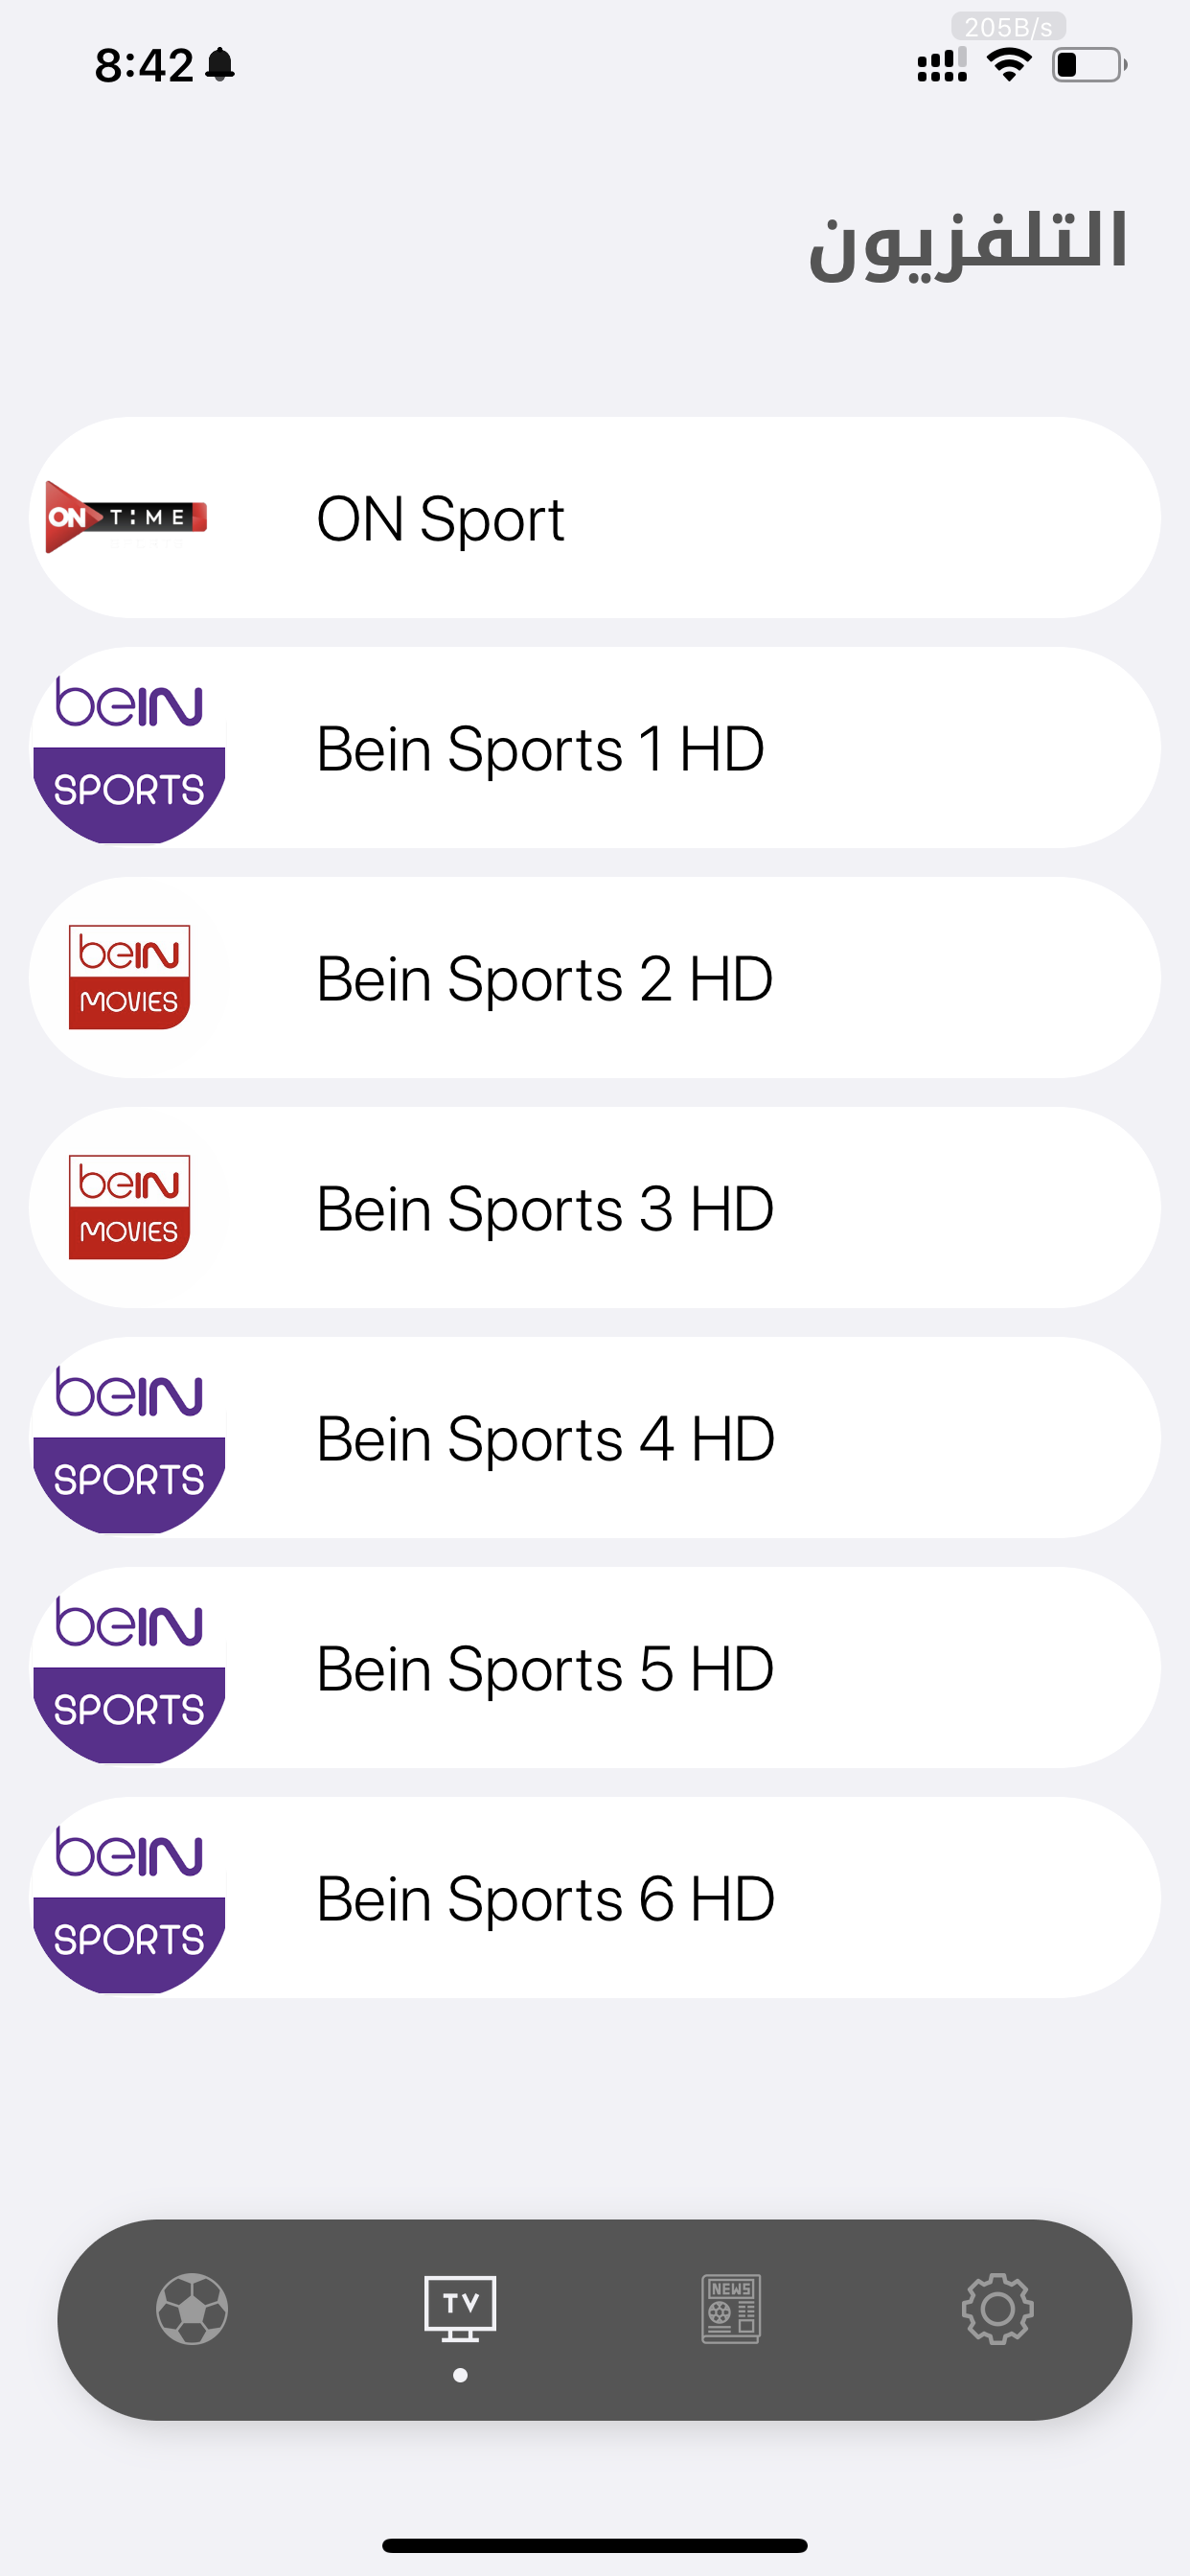 205B/s
8:42
التلفزيون
ON TIME
ON Sport
beIN
SPORTS
Bein Sports 1 HD
beIN
MOVIES
Bein Sports 2 HD
beIN
MOVIES
Bein Sports 3 HD
beIN
SPORTS
Bein Sports 4 HD
beIN
SPORTS
Bein Sports 5 HD
beIN
SPORTS
Bein Sports 6 HD
TV
NEWS